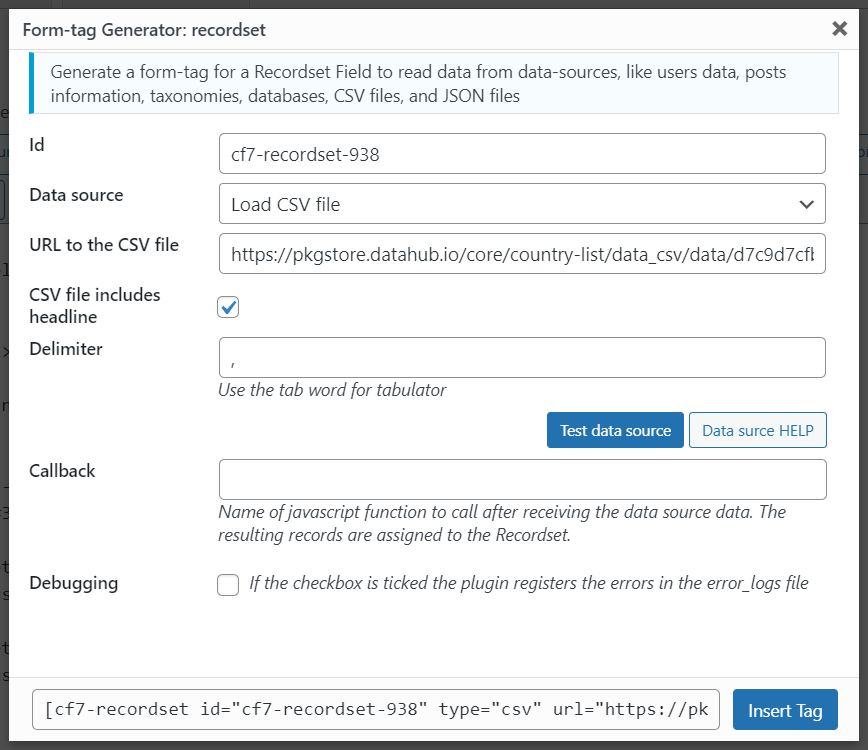 Form-tag Generator: recordset
Generate a form-tag for a Recordset Field to read data from data-sources, like users data, posts
information, taxonomies, databases, CSV files, and JSON files
Id
cf7-recordset-938
Data source
Load CSV file
URL to the CSV file
https://pkgstore.datahub.io/core/country-list/data_csv/data/d7c9d7cfb
CSV file includes
headline
Delimiter
,
Use the tab word for tabulator
Test data source
Data surce HELP
Callback
Name of javascript function to call after receiving the data source data. The
resulting records are assigned to the Recordset.
Debugging
If the checkbox is ticked the plugin registers the errors in the error_logs file
[cf7-recordset id="cf7-recordset-938" type="csv" url="https://pk
Insert Tag